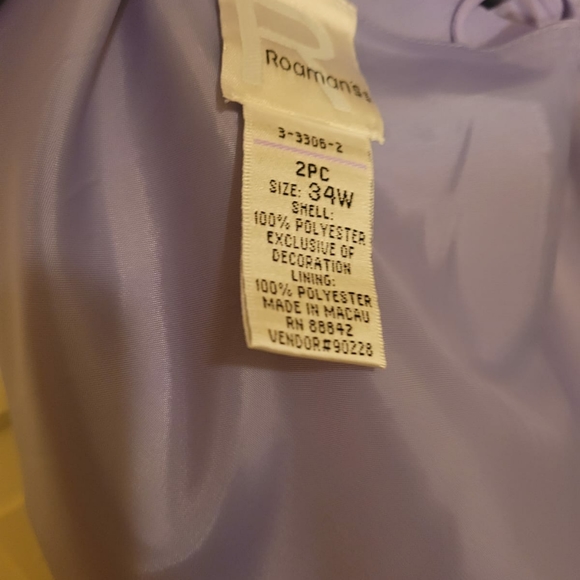 Roaman's
3-3306-2
2PC
SIZE: 34W
SHELL:
100% POLYESTER
EXCLUSIVE OF
DECORATION
LINING:
100% POLYESTER
MADE IN MACAU
RN 88842
VENDOR#90228